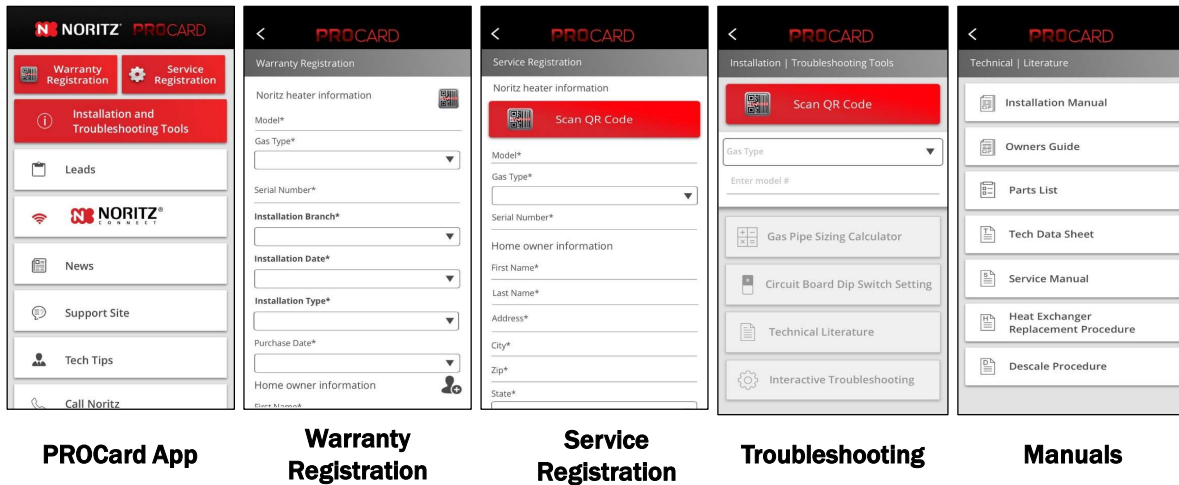 NORITZ PROCARD
Warranty
Registration
Service
Registration
Installation and
Troubleshooting Tools
Leads
NORITZ®
CONNECT
News
Support Site
Tech Tips
Call Noritz
PROCARD
Warranty Registration
Noritz heater information
Model*
Gas Type*
Serial Number*
Installation Branch*
Installation Date*
Installation Type*
Purchase Date*
Home owner information
First Name*
PROCARD
Service Registration
Noritz heater information
Scan QR Code
Model*
Gas Type*
Serial Number*
Home owner information
First Name*
Last Name*
Address*
City*
Zip*
State*
PROCARD
Installation | Troubleshooting Tools
Scan QR Code
Gas Type
Enter model #
Gas Pipe Sizing Calculator
Circuit Board Dip Switch Setting
Technical Literature
Interactive Troubleshooting
PROCARD
Technical | Literature
Installation Manual
Owners Guide
Parts List
Tech Data Sheet
Service Manual
Heat Exchanger
Replacement Procedure
Descale Procedure
PROCard App
Warranty
Registration
Service
Registration
Troubleshooting
Manuals